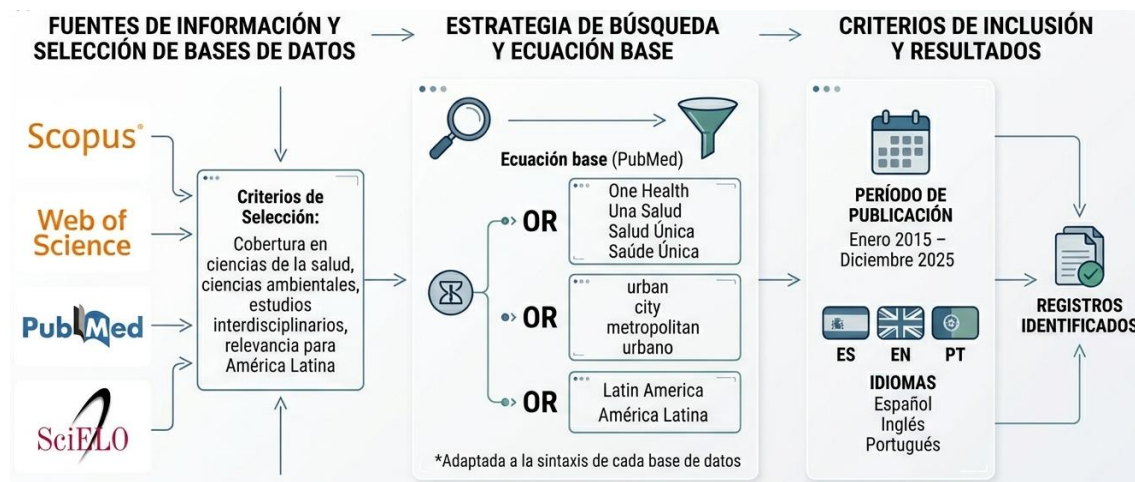 FUENTES DE INFORMACIÓN Y
SELECCIÓN DE BASES DE DATOS
ESTRATEGIA DE BÚSQUEDA
Y ECUACIÓN BASE
CRITERIOS DE INCLUSIÓN
Y RESULTADOS
Scopus
Web of
Science
PubMed
SciELO
Criterios de
Selección:
Cobertura en
ciencias de la salud,
ciencias ambientales,
estudios
interdisciplinarios,
relevancia para
América Latina
Ecuación base (PubMed)
OR
One Health
Una Salud
Salud Única
Saúde Única
OR
urban
city
metropolitan
urbano
OR
Latin America
América Latina
*Adaptada a la sintaxis de cada base de datos
PERÍODO DE
PUBLICACIÓN
Enero 2015 –
Diciembre 2025
ES EN PT
IDIOMAS
Español
Inglés
Portugués
REGISTROS
IDENTIFICADOS